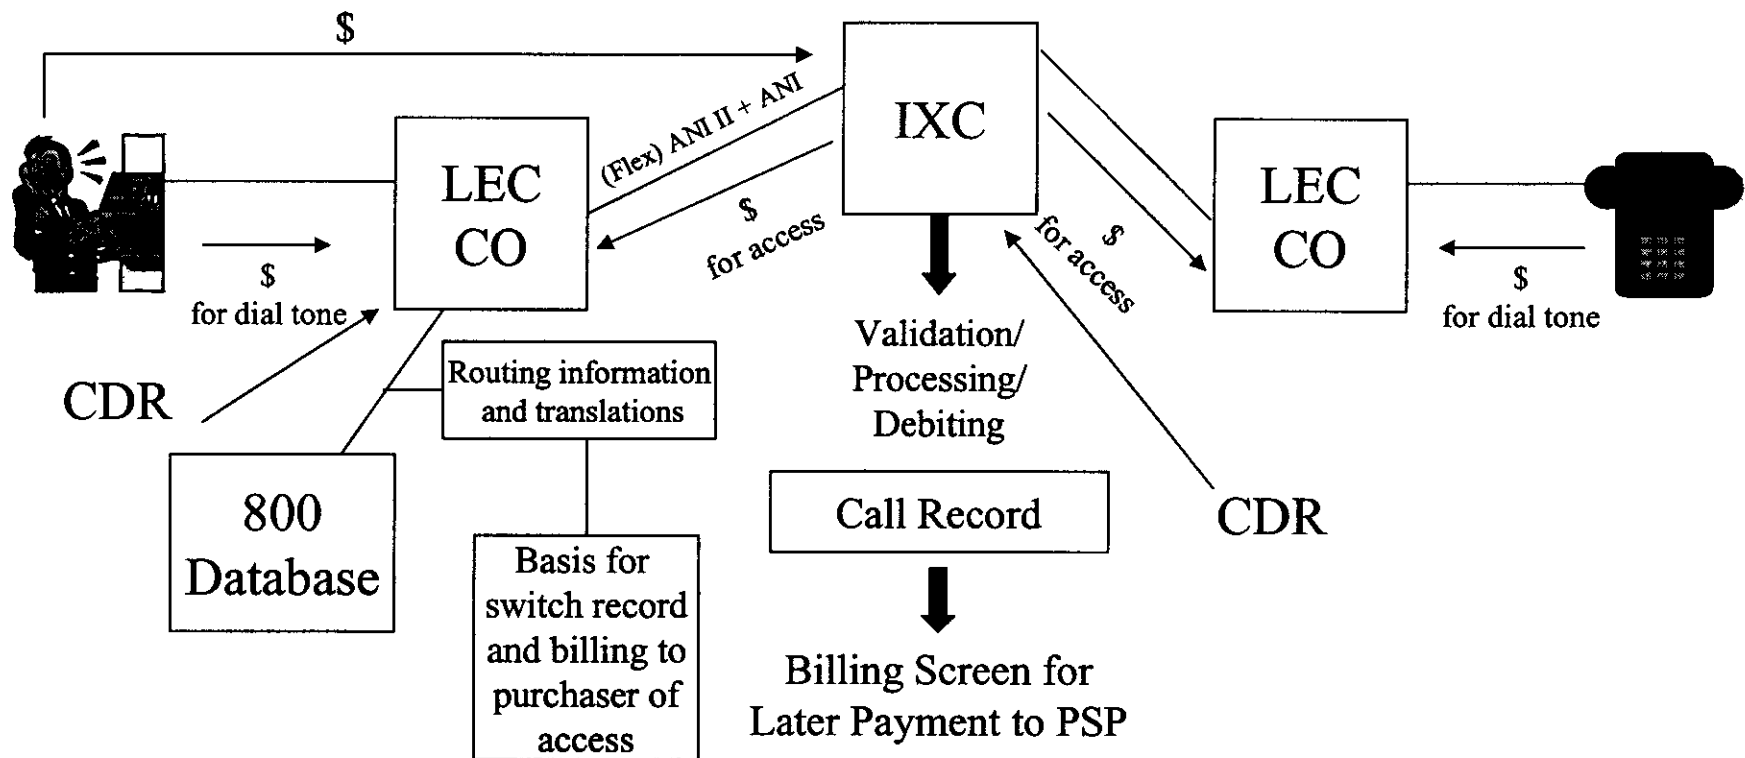 $
(Flex) ANI II + ANI
IXC
LEC
CO
LEC
CO
$
for access
$
for access
$
for dial tone
$
for dial tone
CDR
Routing information
and translations
Validation/
Processing/
Debiting
800
Database
Call Record
CDR
Basis for
switch record
and billing to
purchaser of
access
Billing Screen for
Later Payment to PSP